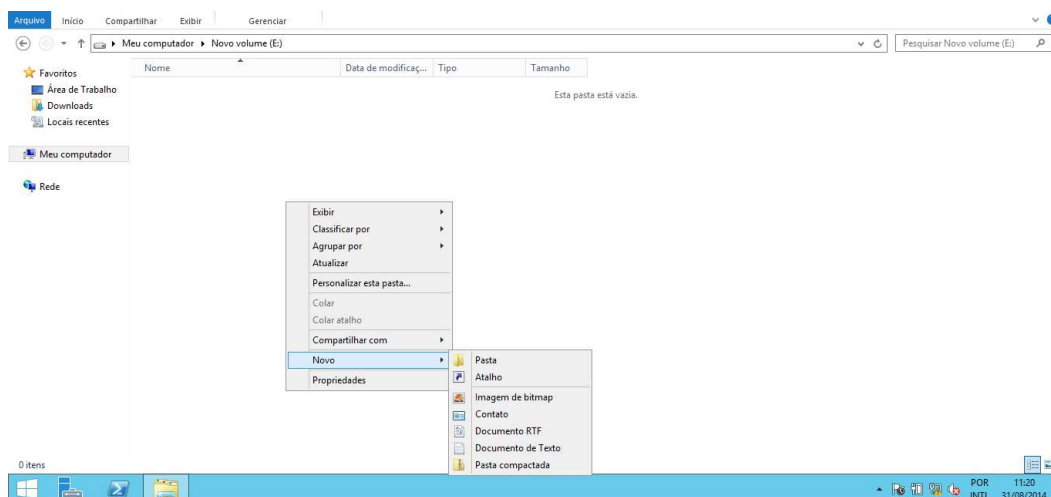 Arquivo Início Compartilhar Exibir Gerenciar
Meu computador Novo volume (E:) Pesquisar Novo volume (E:)
Favoritos
Área de Trabalho
Downloads
Locais recentes
Meu computador
Rede
Nome Data de modificaç... Tipo Tamanho
Esta pasta está vazia.
Exibir
Classificar por
Agrupar por
Atualizar
Personalizar esta pasta...
Colar
Colar atalho
Compartilhar com
Novo
Propriedades
Pasta
Atalho
Imagem de bitmap
Contato
Documento RTF
Documento de Texto
Pasta compactada
0 itens
POR 11:20
INTL 31/08/2014